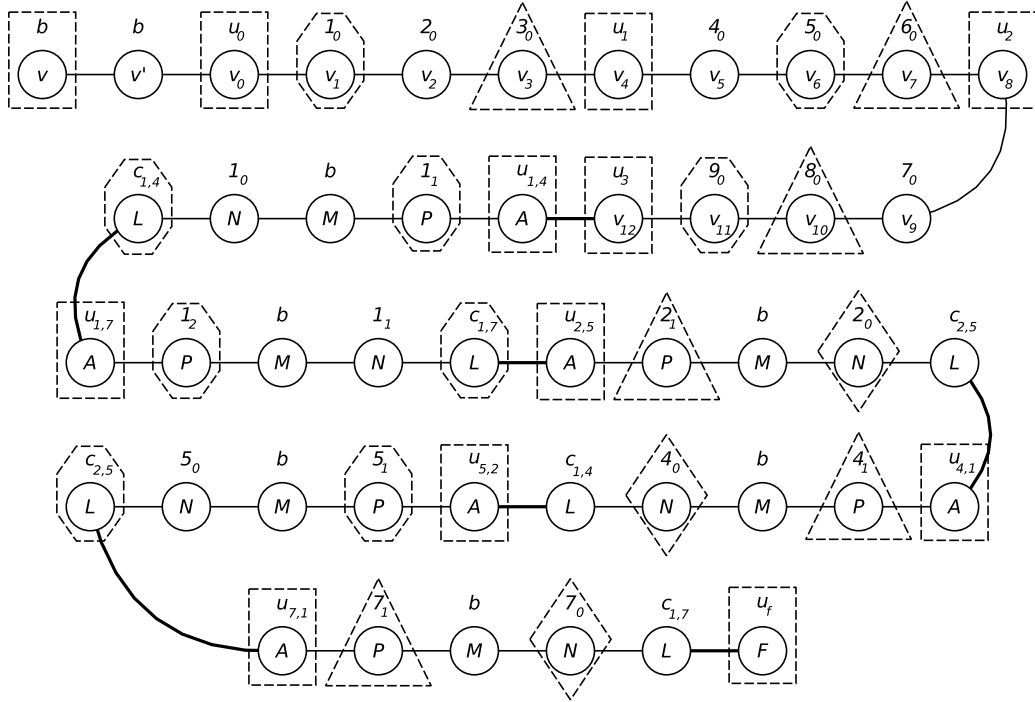 b b u0 10 20 30 u1 40 50 60 u2
v v' v0 v1 v2 v3 v4 v5 v6 v7 v8
c1,4 10 b 11 u1,4 u3 90 80 70
L N M P A v12 v11 v10 v9
u1,7 12 b 11 c1,7 u2,5 21 b 20 c2,5
A P M N L A P M N L
c2,5 50 b 51 u5,2 c1,4 40 b 41 u4,1
L N M P A L N M P A
u7,1 71 b 70 c1,7 uf
A P M N L F